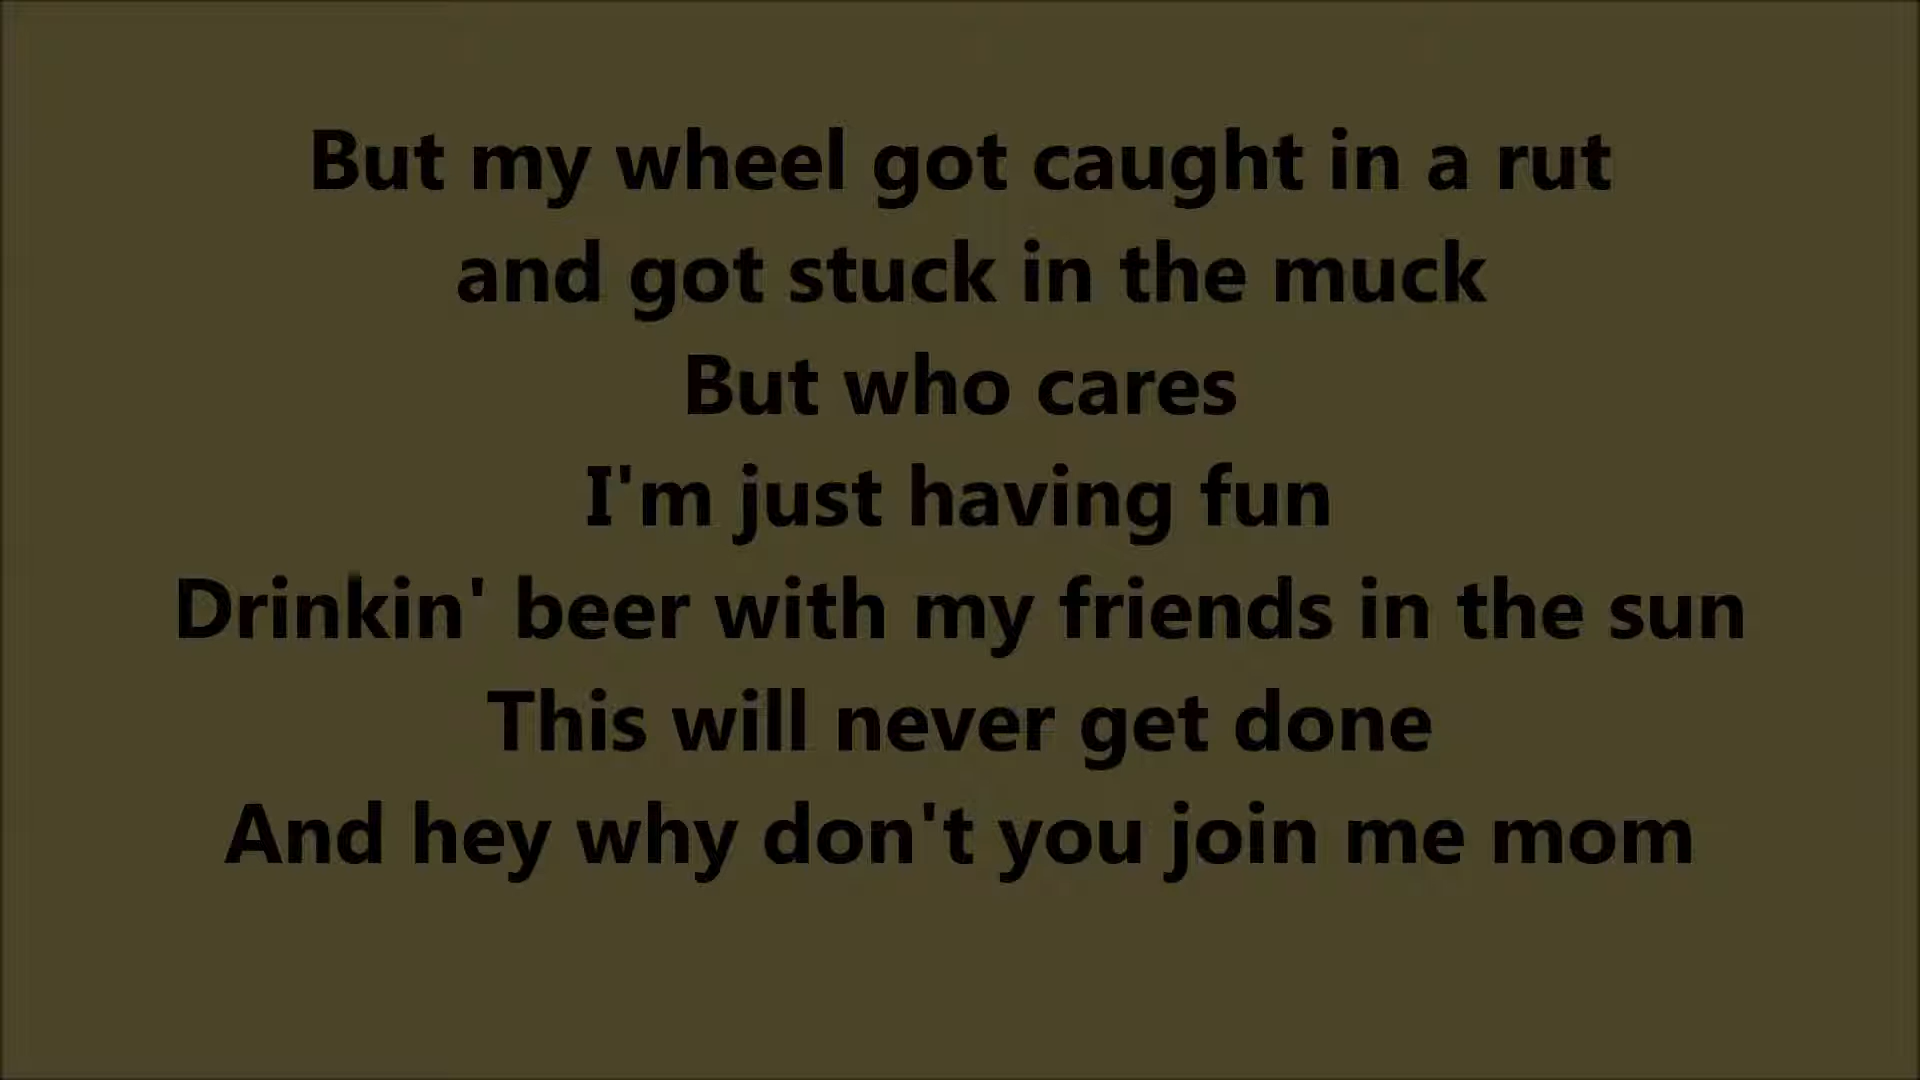 But my wheel got caught in a rut
and got stuck in the muck
But who cares
I'm just having fun
Drinkin' beer with my friends in the sun
This will never get done
And hey why don't you join me mom